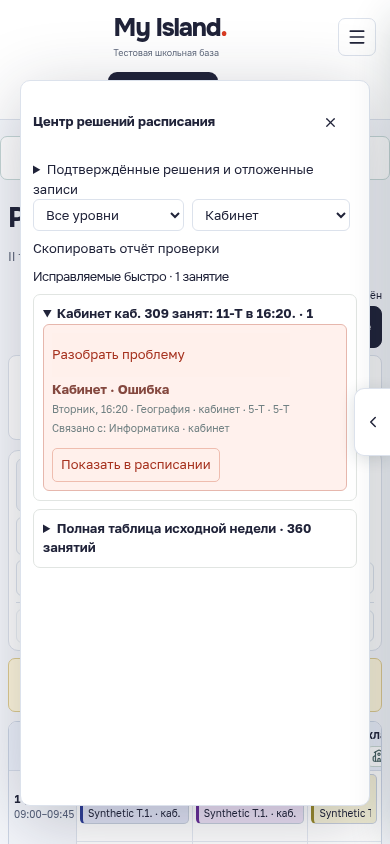 My Island.
Тестовая школьная база
Центр решений расписания
Подтверждённые решения и отложенные
записи
Все уровни
Кабинет
Скопировать отчёт проверки
Исправляемые быстро · 1 занятие
Кабинет каб. 309 занят: 11-Т в 16:20. · 1
Разобрать проблему
Кабинет · Ошибка
Вторник, 16:20 · География · кабинет · 5-Т · 5-Т
Связано с: Информатика · кабинет
Показать в расписании
Полная таблица исходной недели · 360
занятий
09:00–09:45
Synthetic T.1. · каб.
Synthetic T.1. · каб.
Synthetic